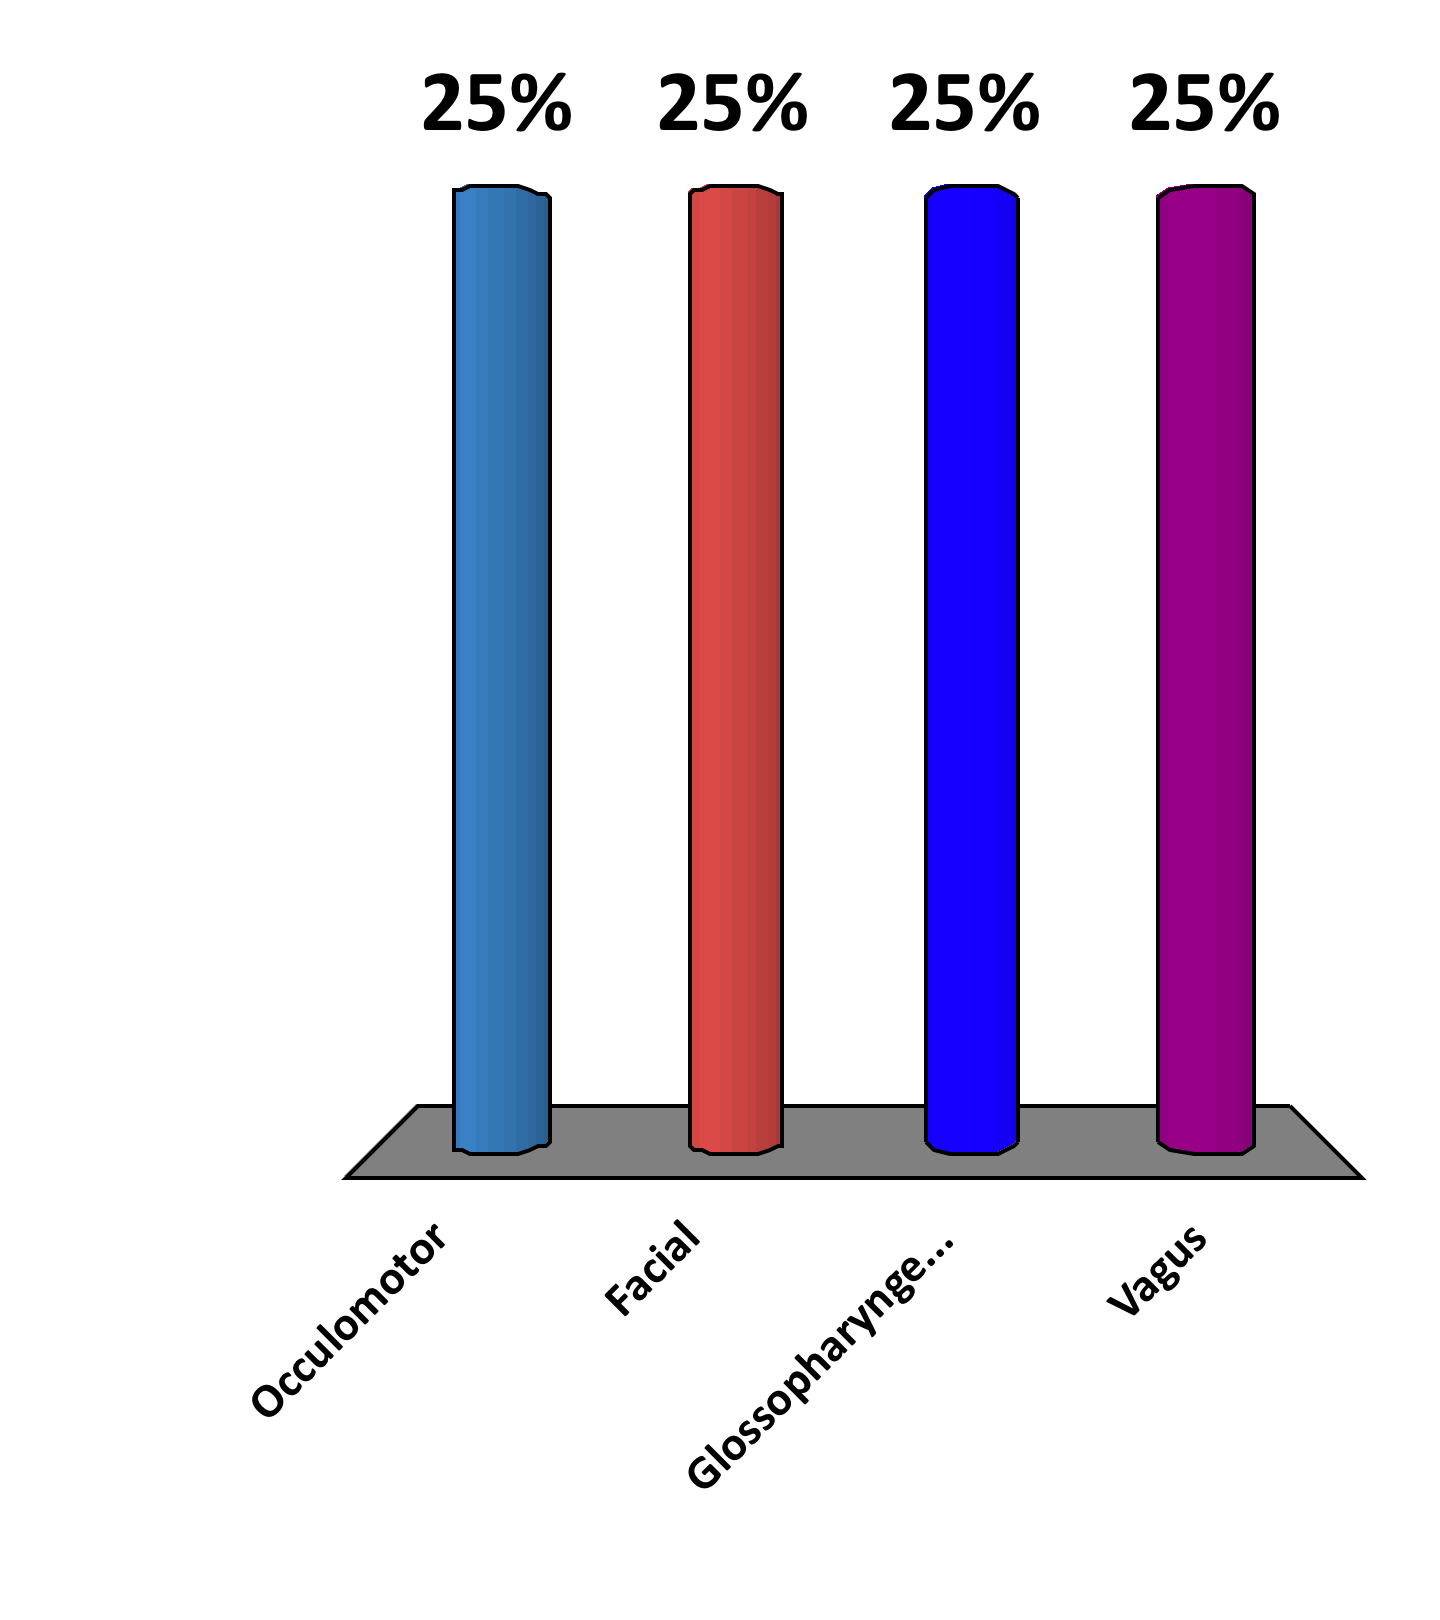 25% 25% 25% 25%
Occulomotor
Facial
Glossopharynge...
Vagus